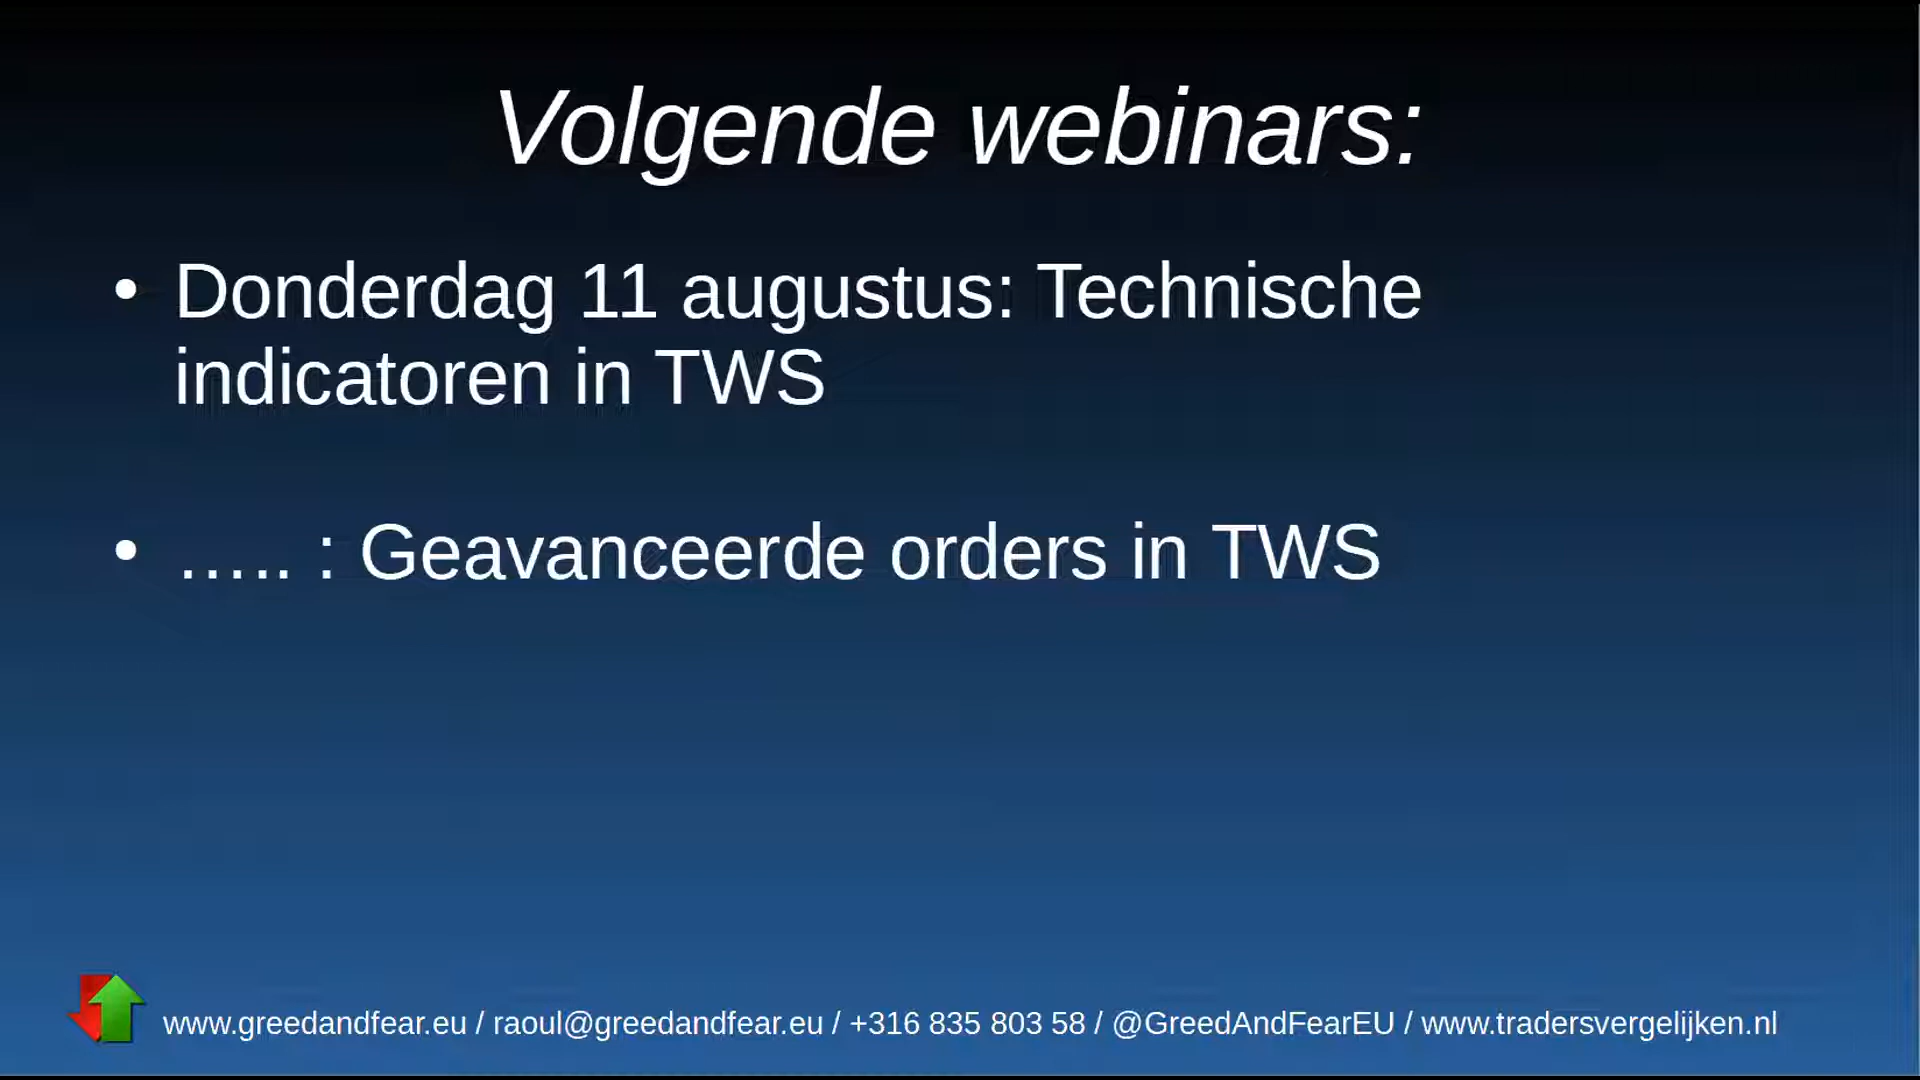 Volgende webinars:
• Donderdag 11 augustus: Technische
indicatoren in TWS
• ….. : Geavanceerde orders in TWS
www.greedandfear.eu / raoul@greedandfear.eu / +316 835 803 58 / @GreedAndFearEU / www.tradersvergelijken.nl